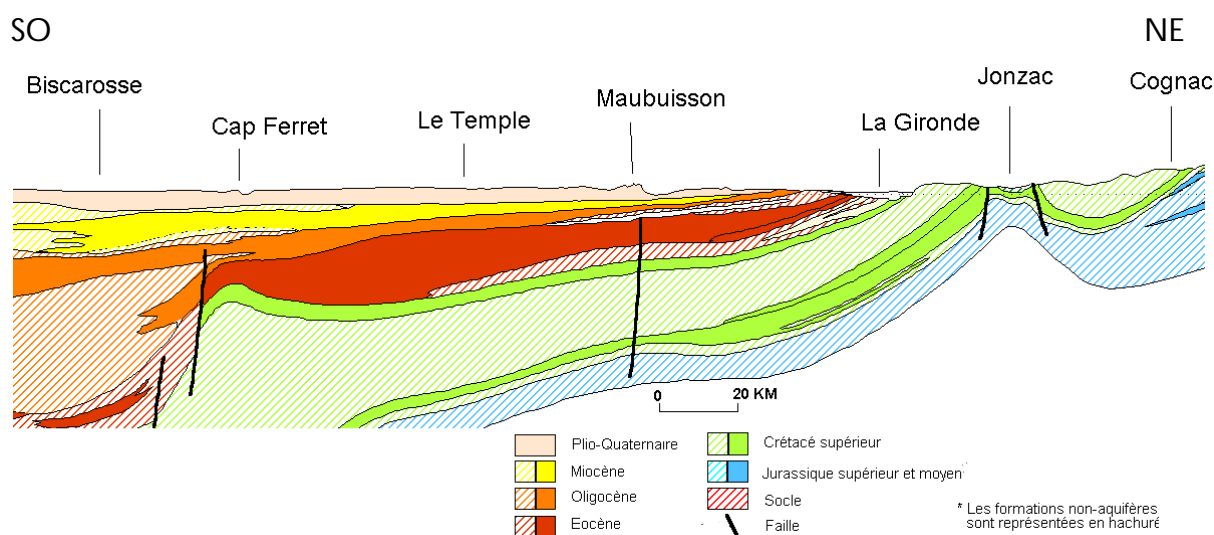 SO
NE
Biscarosse
Cap Ferret
Le Temple
Maubuisson
La Gironde
Jonzac
Cognac
0 20 KM
Plio-Quaternaire
Miocène
Oligocène
Eocène
Crétacé supérieur
Jurassique supérieur et moyen
Socle
Faille
* Les formations non-aquifères
sont représentées en hachuré